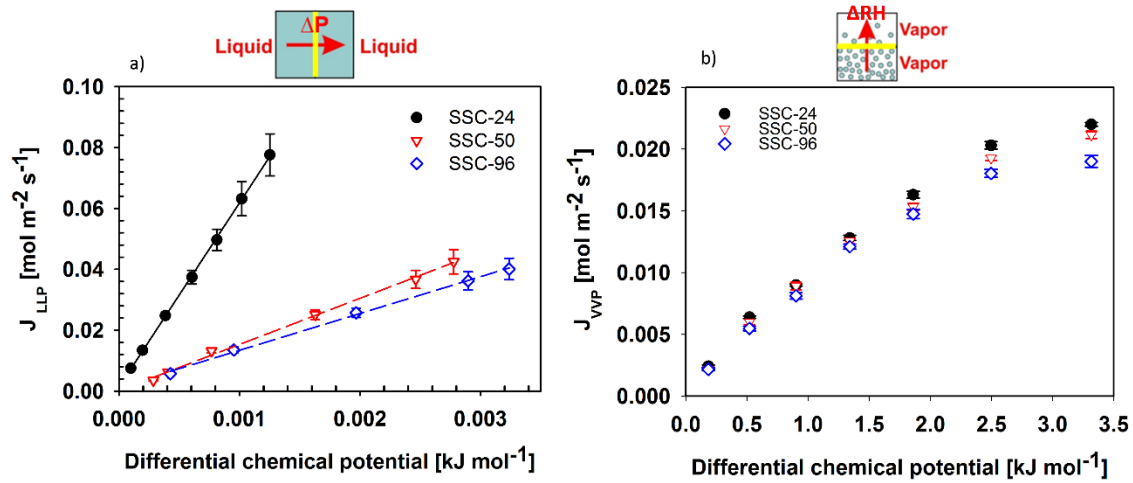 ΔP
Liquid
Liquid
a)
0.10
0.08
0.06
0.04
0.02
0.00
J LLP [mol m-2 s-1]
SSC-24
SSC-50
SSC-96
0.000
0.001
0.002
0.003
Differential chemical potential [kJ mol-1]
ΔRH
Vapor
Vapor
b)
0.025
0.020
0.015
0.010
0.005
0.000
JVVP [mol m-2 s-1]
SSC-24
SSC-50
SSC-96
0.0
0.5
1.0
1.5
2.0
2.5
3.0
3.5
Differential chemical potential [kJ mol-1]